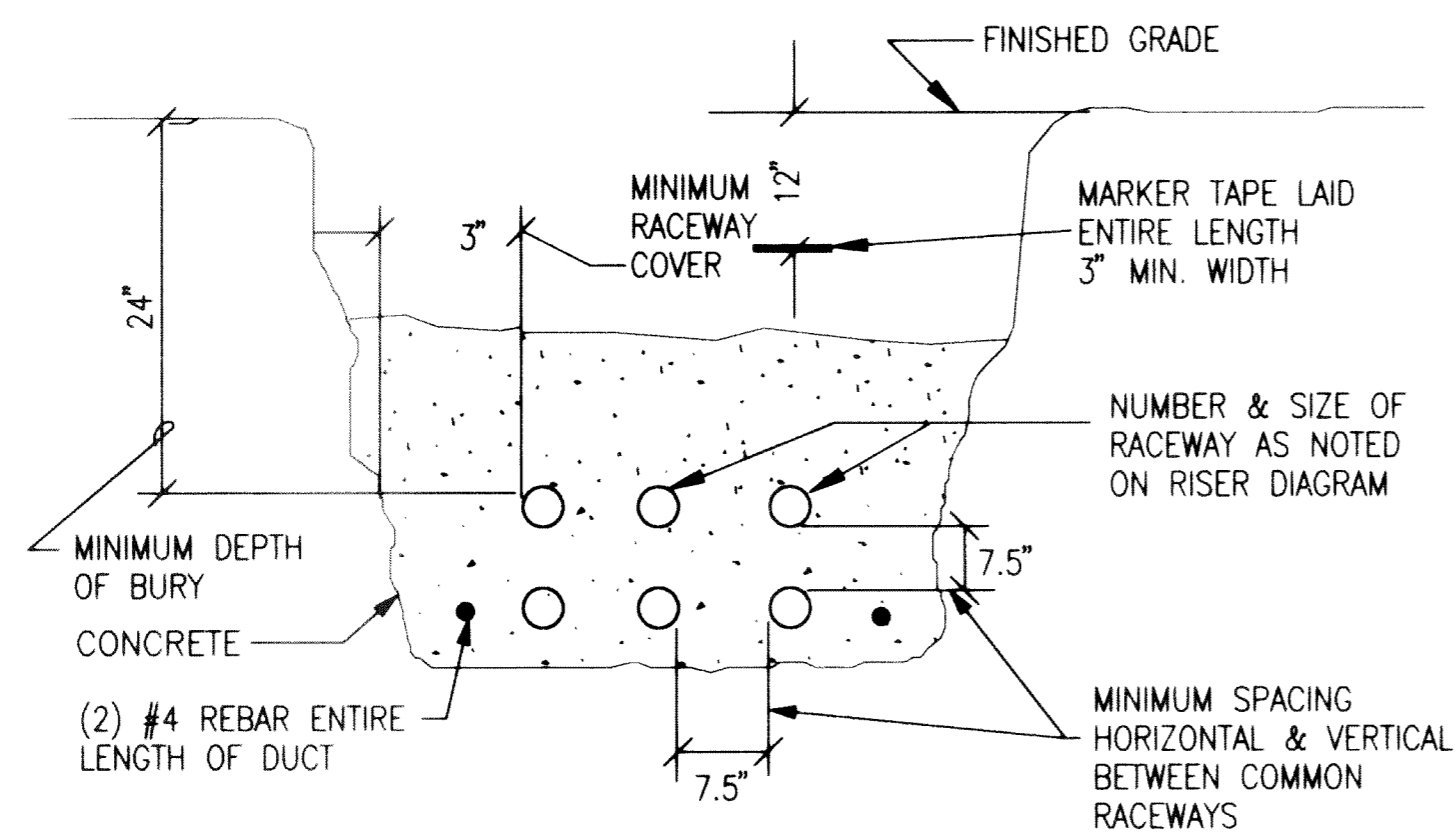 FINISHED GRADE
MINIMUM
RACEWAY
COVER
12"
MARKER TAPE LAID
ENTIRE LENGTH
3" MIN. WIDTH
3"
24"
NUMBER & SIZE OF
RACEWAY AS NOTED
ON RISER DIAGRAM
MINIMUM DEPTH
OF BURY
7.5"
CONCRETE
(2) #4 REBAR ENTIRE
LENGTH OF DUCT
7.5"
MINIMUM SPACING
HORIZONTAL & VERTICAL
BETWEEN COMMON
RACEWAYS